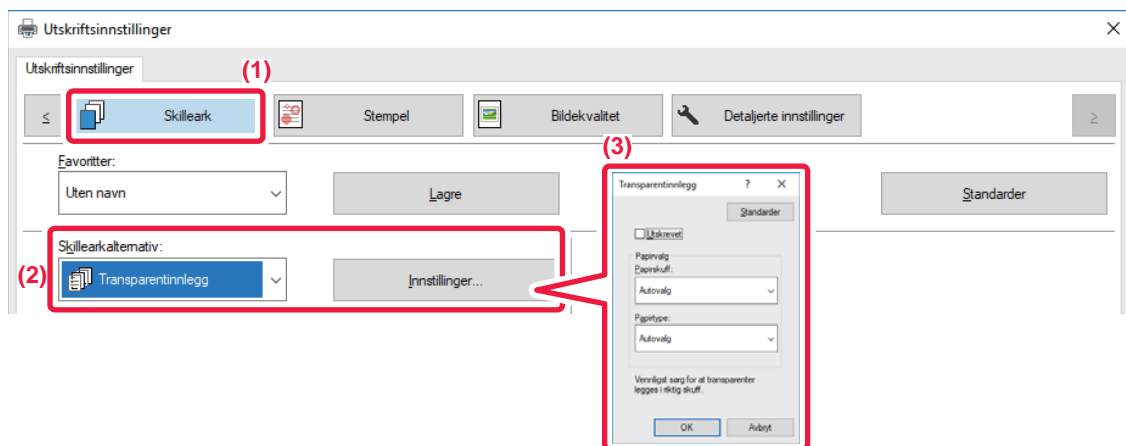 Utskriftsinnstillinger
Utskriftsinnstillinger
(1)
<
Skilleark
Stempel
Bildekvalitet
Detaljerte innstillinger
>
(3)
Favoritter:
Uten navn
Lagre
Standarder
(2)
Skillearkalternativ:
Transparentinnlegg
Innstillinger...
Transparentinnlegg
?
Standarder
Utskrevet
Papirvalg
Papirskuff:
Autovalg
Papirtype:
Autovalg
Vennligst sørg for at transparenter
legges i riktig skuff.
OK
Avbryt